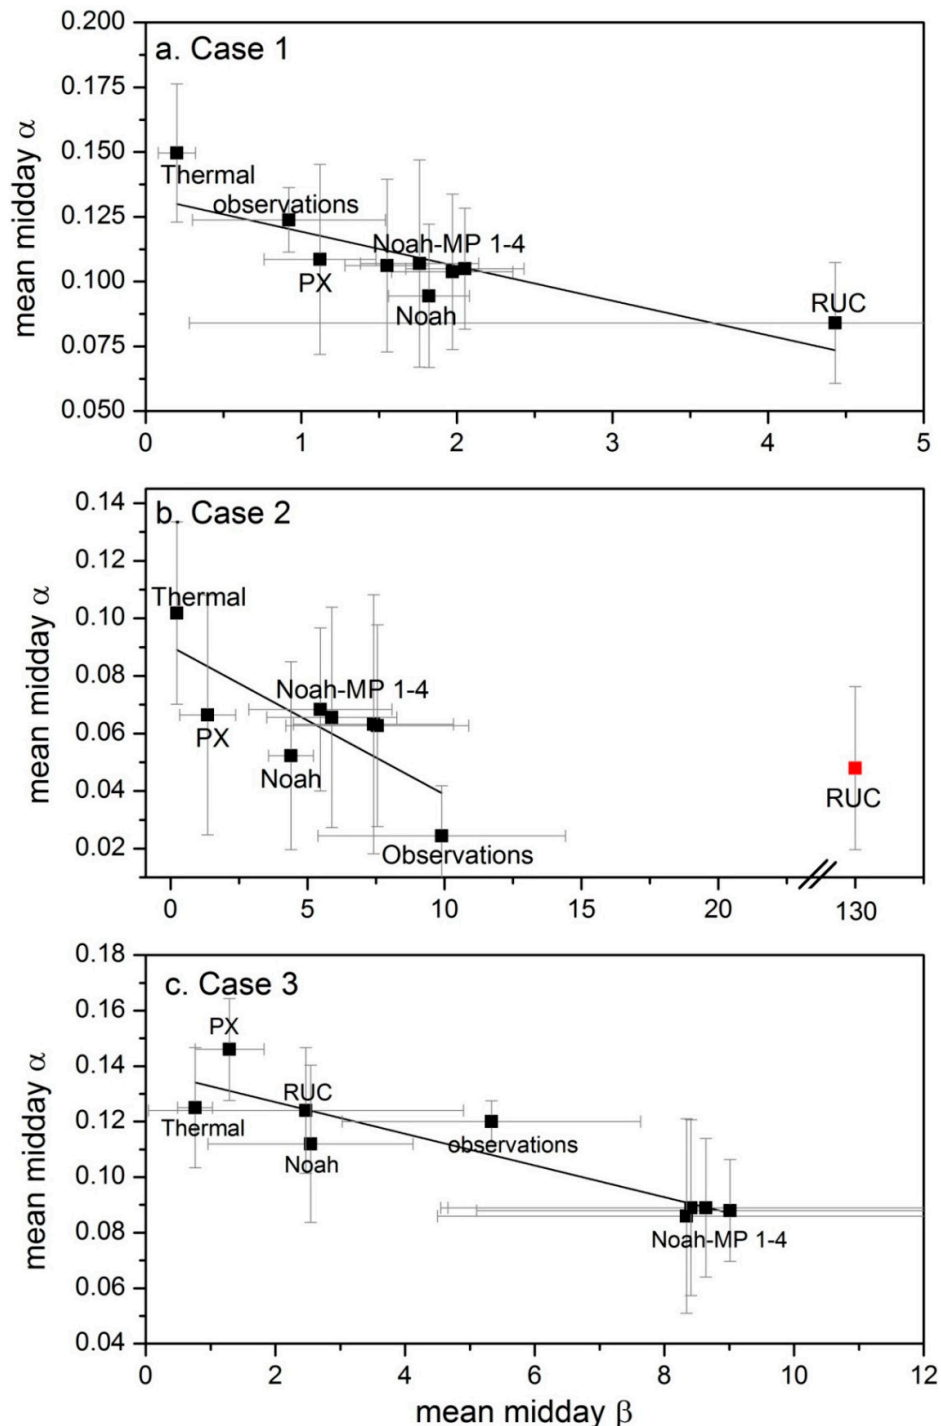 a. Case 1
0.200
0.175
0.150
0.125
0.100
0.075
0.050
mean midday α
Thermal
observations
PX
Noah-MP 1-4
Noah
RUC
0 1 2 3 4 5
b. Case 2
0.14
0.12
0.10
0.08
0.06
0.04
0.02
mean midday α
Thermal
PX
Noah-MP 1-4
Noah
Observations
RUC
0 5 10 15 20 25 130
c. Case 3
0.18
0.16
0.14
0.12
0.10
0.08
0.06
0.04
mean midday α
PX
RUC
Thermal
Noah
observations
Noah-MP 1-4
0 2 4 6 8 10 12
mean midday β